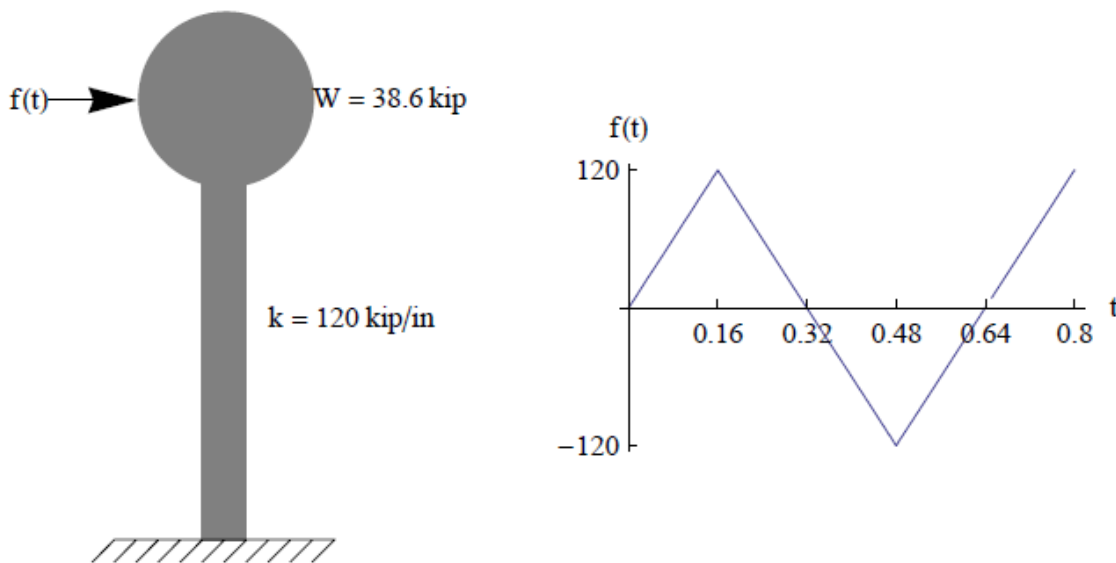 f(t)
W = 38.6 kip
k = 120 kip/in
f(t)
120
0.16
0.32
0.48
0.64
0.8
t
−120